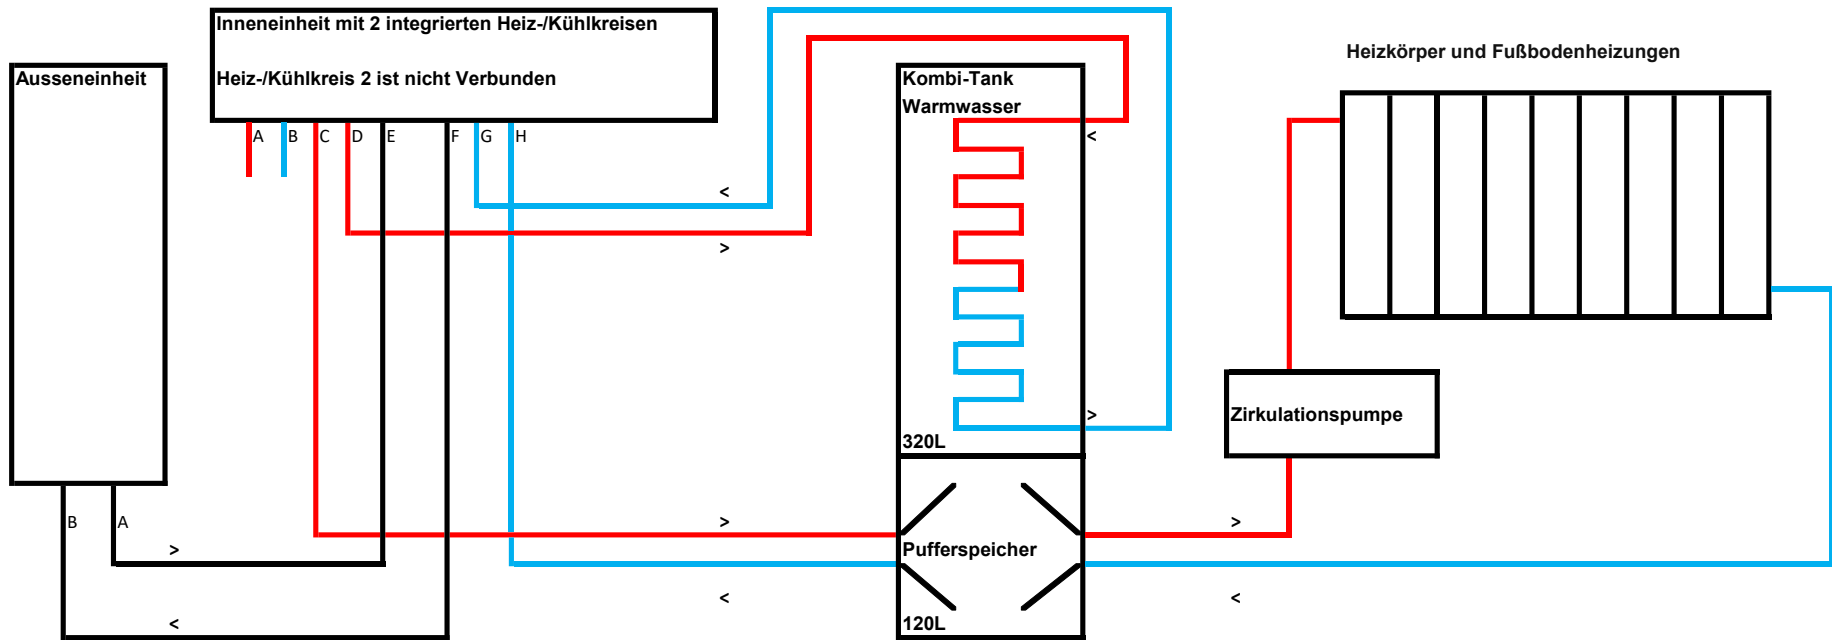 Inneneinheit mit 2 integrierten Heiz-/Kühlkreisen
Heiz-/Kühlkreis 2 ist nicht Verbunden
Ausseneinheit
Kombi-Tank
Warmwasser
Heizkörper und Fußbodenheizungen
A B C D E F G H
<
<
>
>
Zirkulationspumpe
320L
B A
>
>
>
Pufferspeicher
<
<
<
120L